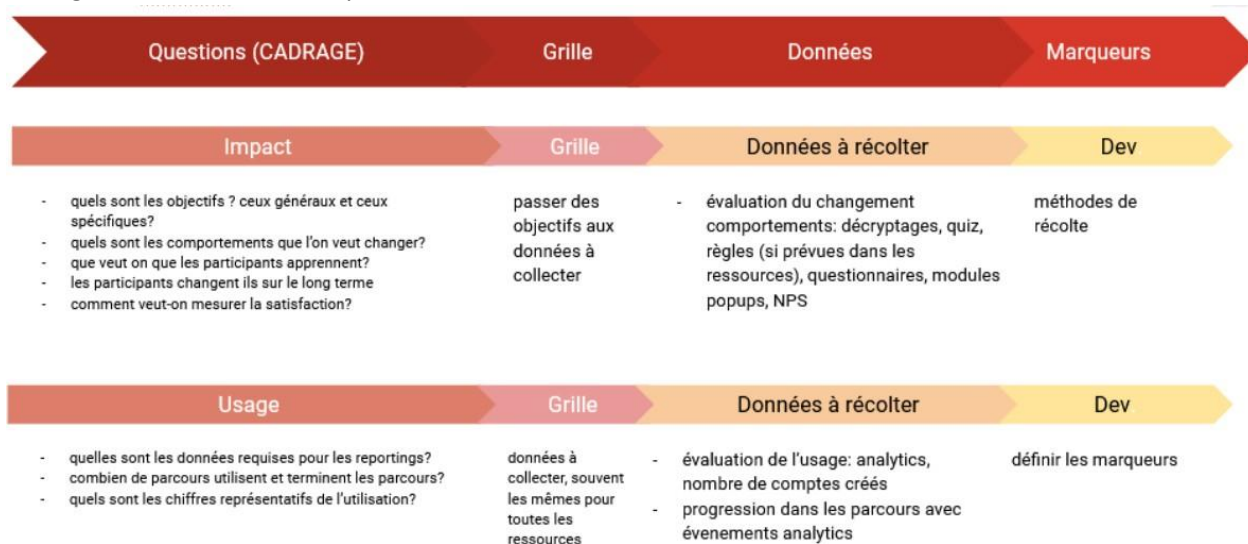 Questions (CADRAGE) Grille Données Marqueurs
Impact Grille Données à récolter Dev
- quels sont les objectifs ? ceux généraux et ceux
spécifiques?
- quels sont les comportements que l'on veut changer?
- que veut on que les participants apprennent?
- les participants changent ils sur le long terme
- comment veut-on mesurer la satisfaction?
passer des
objectifs aux
données à
collecter
- évaluation du changement
comportements: décryptages, quiz,
règles (si prévues dans les
ressources), questionnaires, modules
popups, NPS
méthodes de
récolte
Usage Grille Données à récolter Dev
- quelles sont les données requises pour les reportings?
- combien de parcours utilisent et terminent les parcours?
- quels sont les chiffres représentatifs de l'utilisation?
données à
collecter, souvent
les mêmes pour
toutes les
ressources
- évaluation de l'usage: analytics,
nombre de comptes créés
- progression dans les parcours avec
évenements analytics
définir les marqueurs